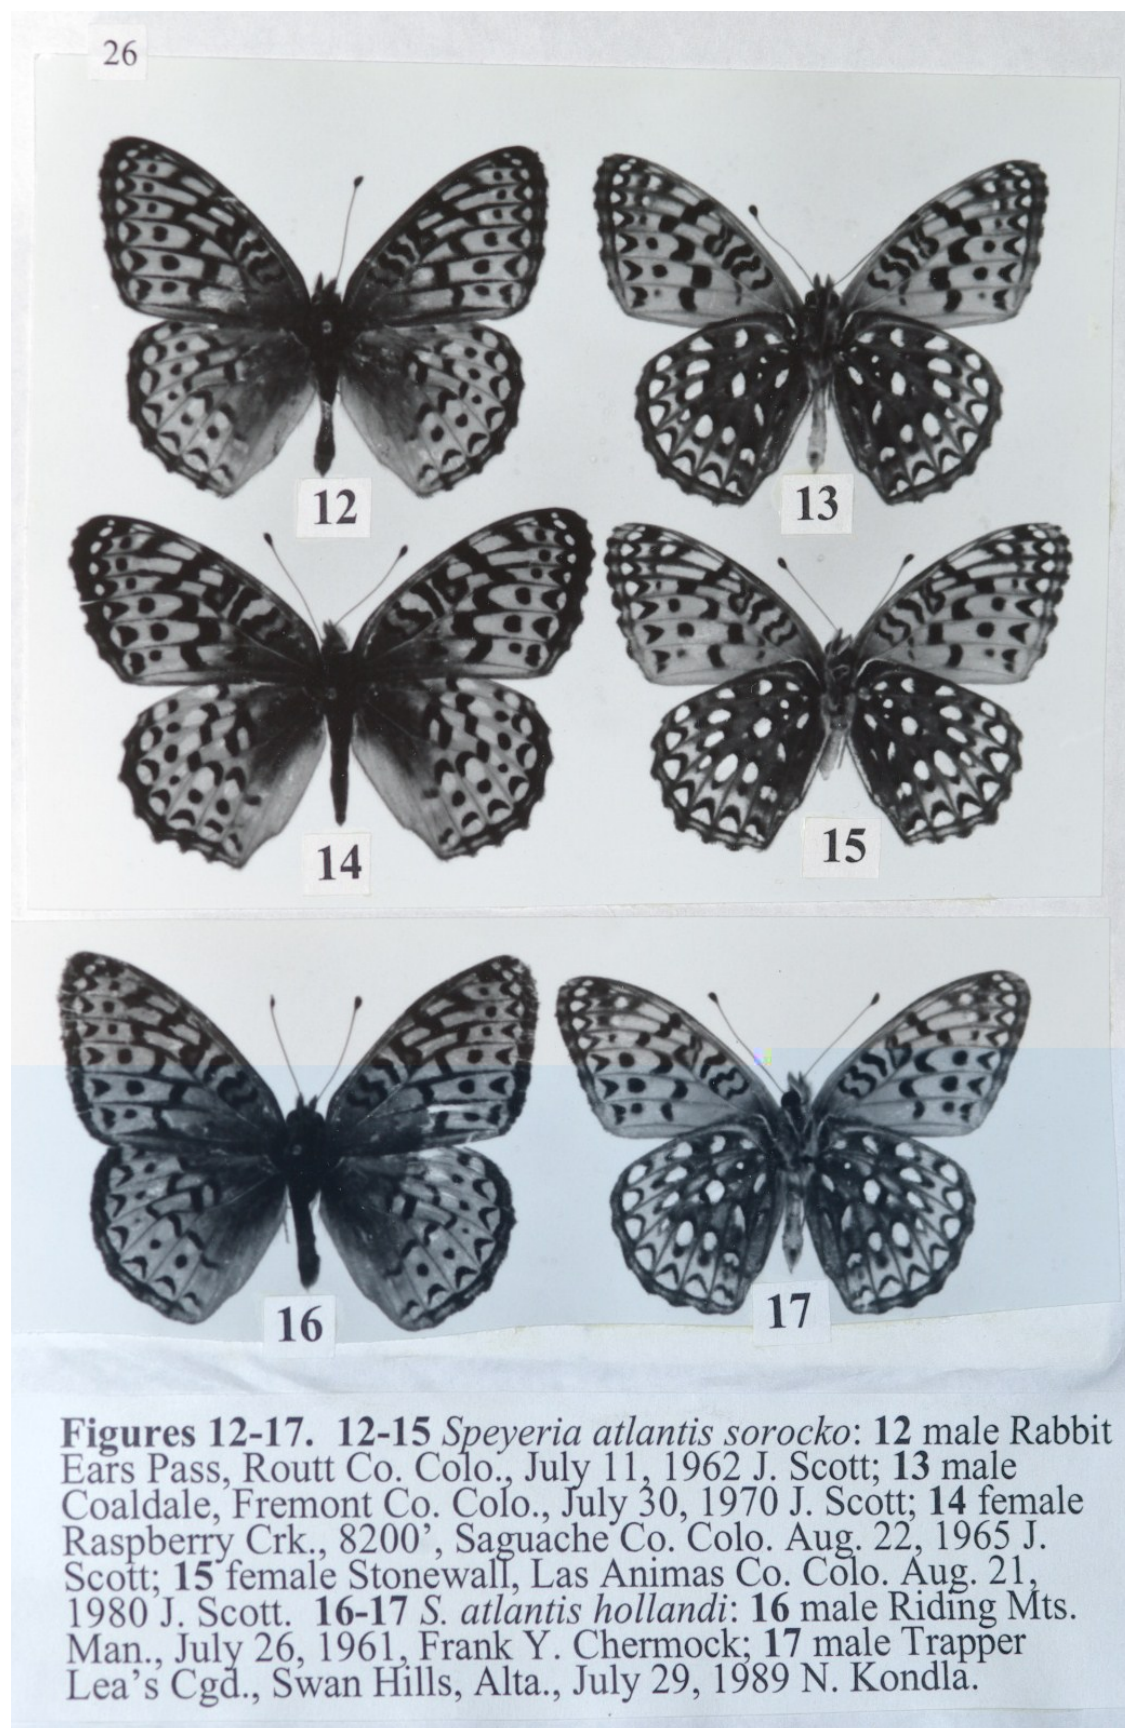 26
12
13
14
15
16
17
Figures 12-17. 12-15 Speyeria atlantis sorocko: 12 male Rabbit
Ears Pass, Routt Co. Colo., July 11, 1962 J. Scott; 13 male
Coaldale, Fremont Co. Colo., July 30, 1970 J. Scott; 14 female
Raspberry Crk., 8200’, Saguache Co. Colo. Aug. 22, 1965 J.
Scott; 15 female Stonewall, Las Animas Co. Colo. Aug. 21,
1980 J. Scott. 16-17 S. atlantis hollandi: 16 male Riding Mts.
Man., July 26, 1961, Frank Y. Chermock; 17 male Trapper
Lea’s Cgd., Swan Hills, Alta., July 29, 1989 N. Kondla.